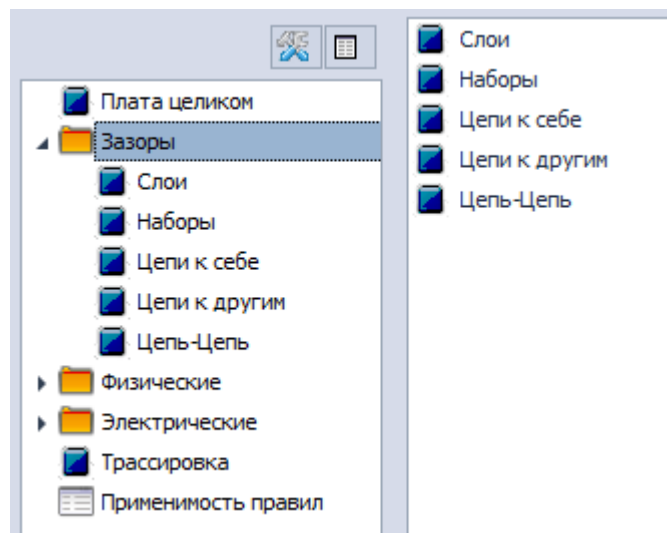 Плата целиком
Зазоры
Слои
Наборы
Цепи к себе
Цепи к другим
Цепь-Цепь
Физические
Электрические
Трассировка
Применимость правил
Слои
Наборы
Цепи к себе
Цепи к другим
Цепь-Цепь